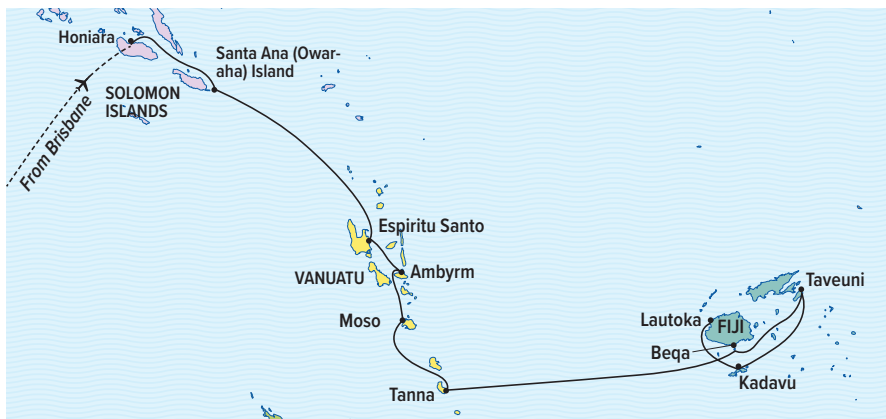 Honiara
Santa Ana (Owar-
aha) Island
SOLOMON
ISLANDS
From Brisbane
Espiritu Santo
VANUATU
Ambyrm
Moso
Tanna
Taveuni
Lautoka
FIJI
Beqa
Kadavu